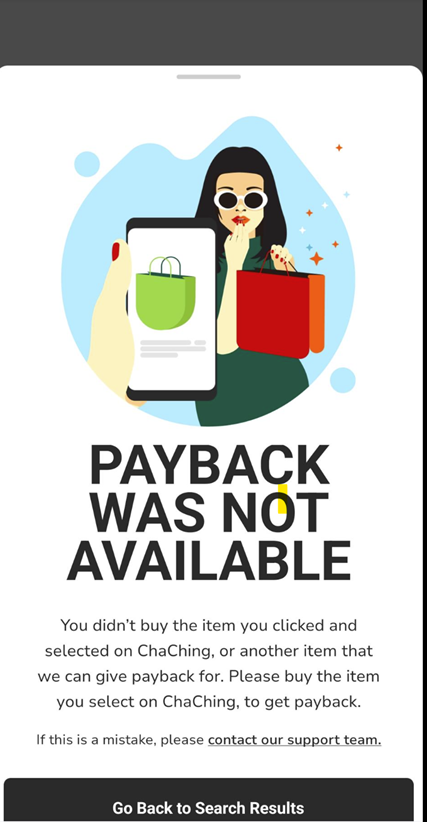 PAYBACK
WAS NOT
AVAILABLE
You didn't buy the item you clicked and
selected on ChaChing, or another item that
we can give payback for. Please buy the item
you select on ChaChing, to get payback.
If this is a mistake, please contact our support team.
Go Back to Search Results